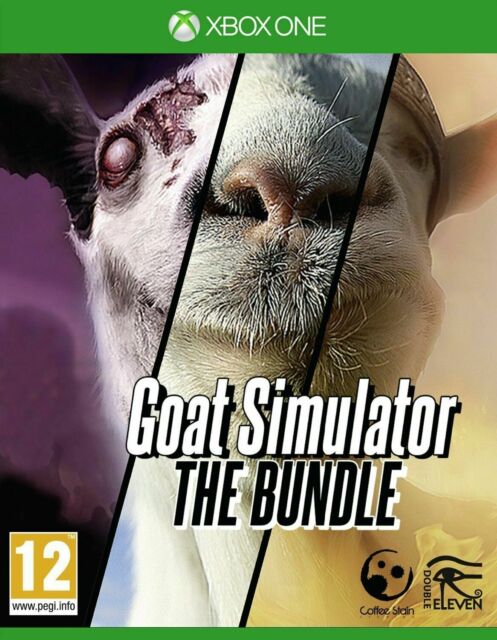 XBOX ONE
Goat Simulator
THE BUNDLE
12
www.pegi.info
Coffee Stain
DOUBLE
ELEVEN